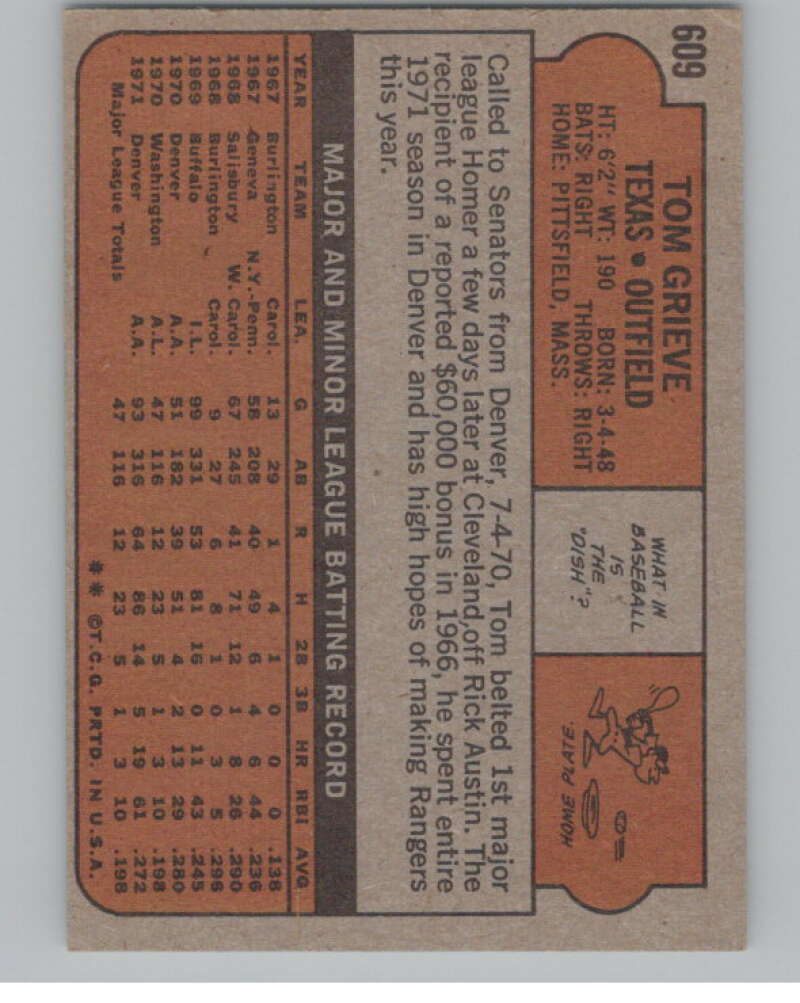 609
TOM GRIEVE
TEXAS • OUTFIELD
HT: 6'2" WT: 190 BORN: 3-4-48
BATS: RIGHT THROWS: RIGHT
HOME: PITTSFIELD, MASS.
WHAT IN
BASEBALL
IS
THE
"DISH"?
HOME PLATE.
Called to Senators from Denver, 7-4-70, Tom belted 1st major
league Homer a few days later at Cleveland,off Rick Austin. The
recipient of a reported $60,000 bonus in 1966, he spent entire
1971 season in Denver and has high hopes of making Rangers
this year.
MAJOR AND MINOR LEAGUE BATTING RECORD
YEAR TEAM LEA. G AB R H 2B 3B HR RBI AVG
1967 Burlington Carol. 13 29 1 4 1 0 0 0 .138
1967 Geneva N.Y.-Penn. 58 208 40 49 6 4 6 44 .236
1968 Salisbury W. Carol. 67 245 41 71 12 1 8 26 .290
1968 Burlington Carol. 9 27 6 8 1 0 3 5 .296
1969 Buffalo I.L. 99 331 53 81 16 0 11 43 .245
1970 Denver A.A. 51 182 39 51 4 2 13 29 .280
1970 Washington A.L. 47 116 12 23 5 1 3 10 .198
1971 Denver A.A. 93 316 64 86 14 5 19 61 .272
Major League Totals 47 116 12 23 5 1 3 10 .198
** ©T.C.G. PRTD. IN U.S.A.